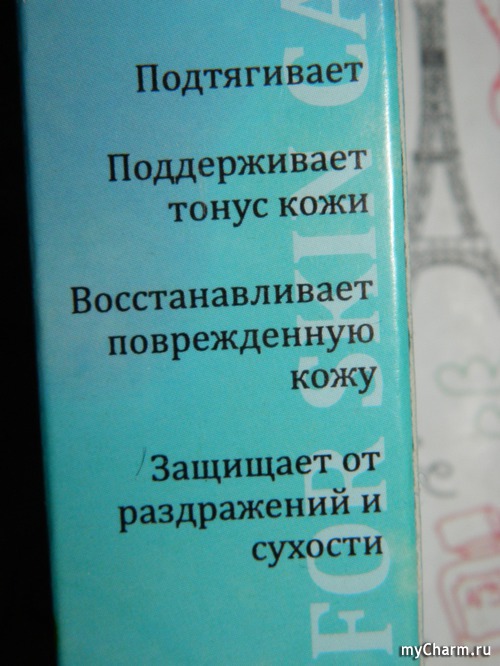 Подтягивает
Поддерживает
тонус кожи
Восстанавливает
поврежденную
кожу
Защищает от
раздражений и
сухости
FOR SKIN CA
myCharm.ru